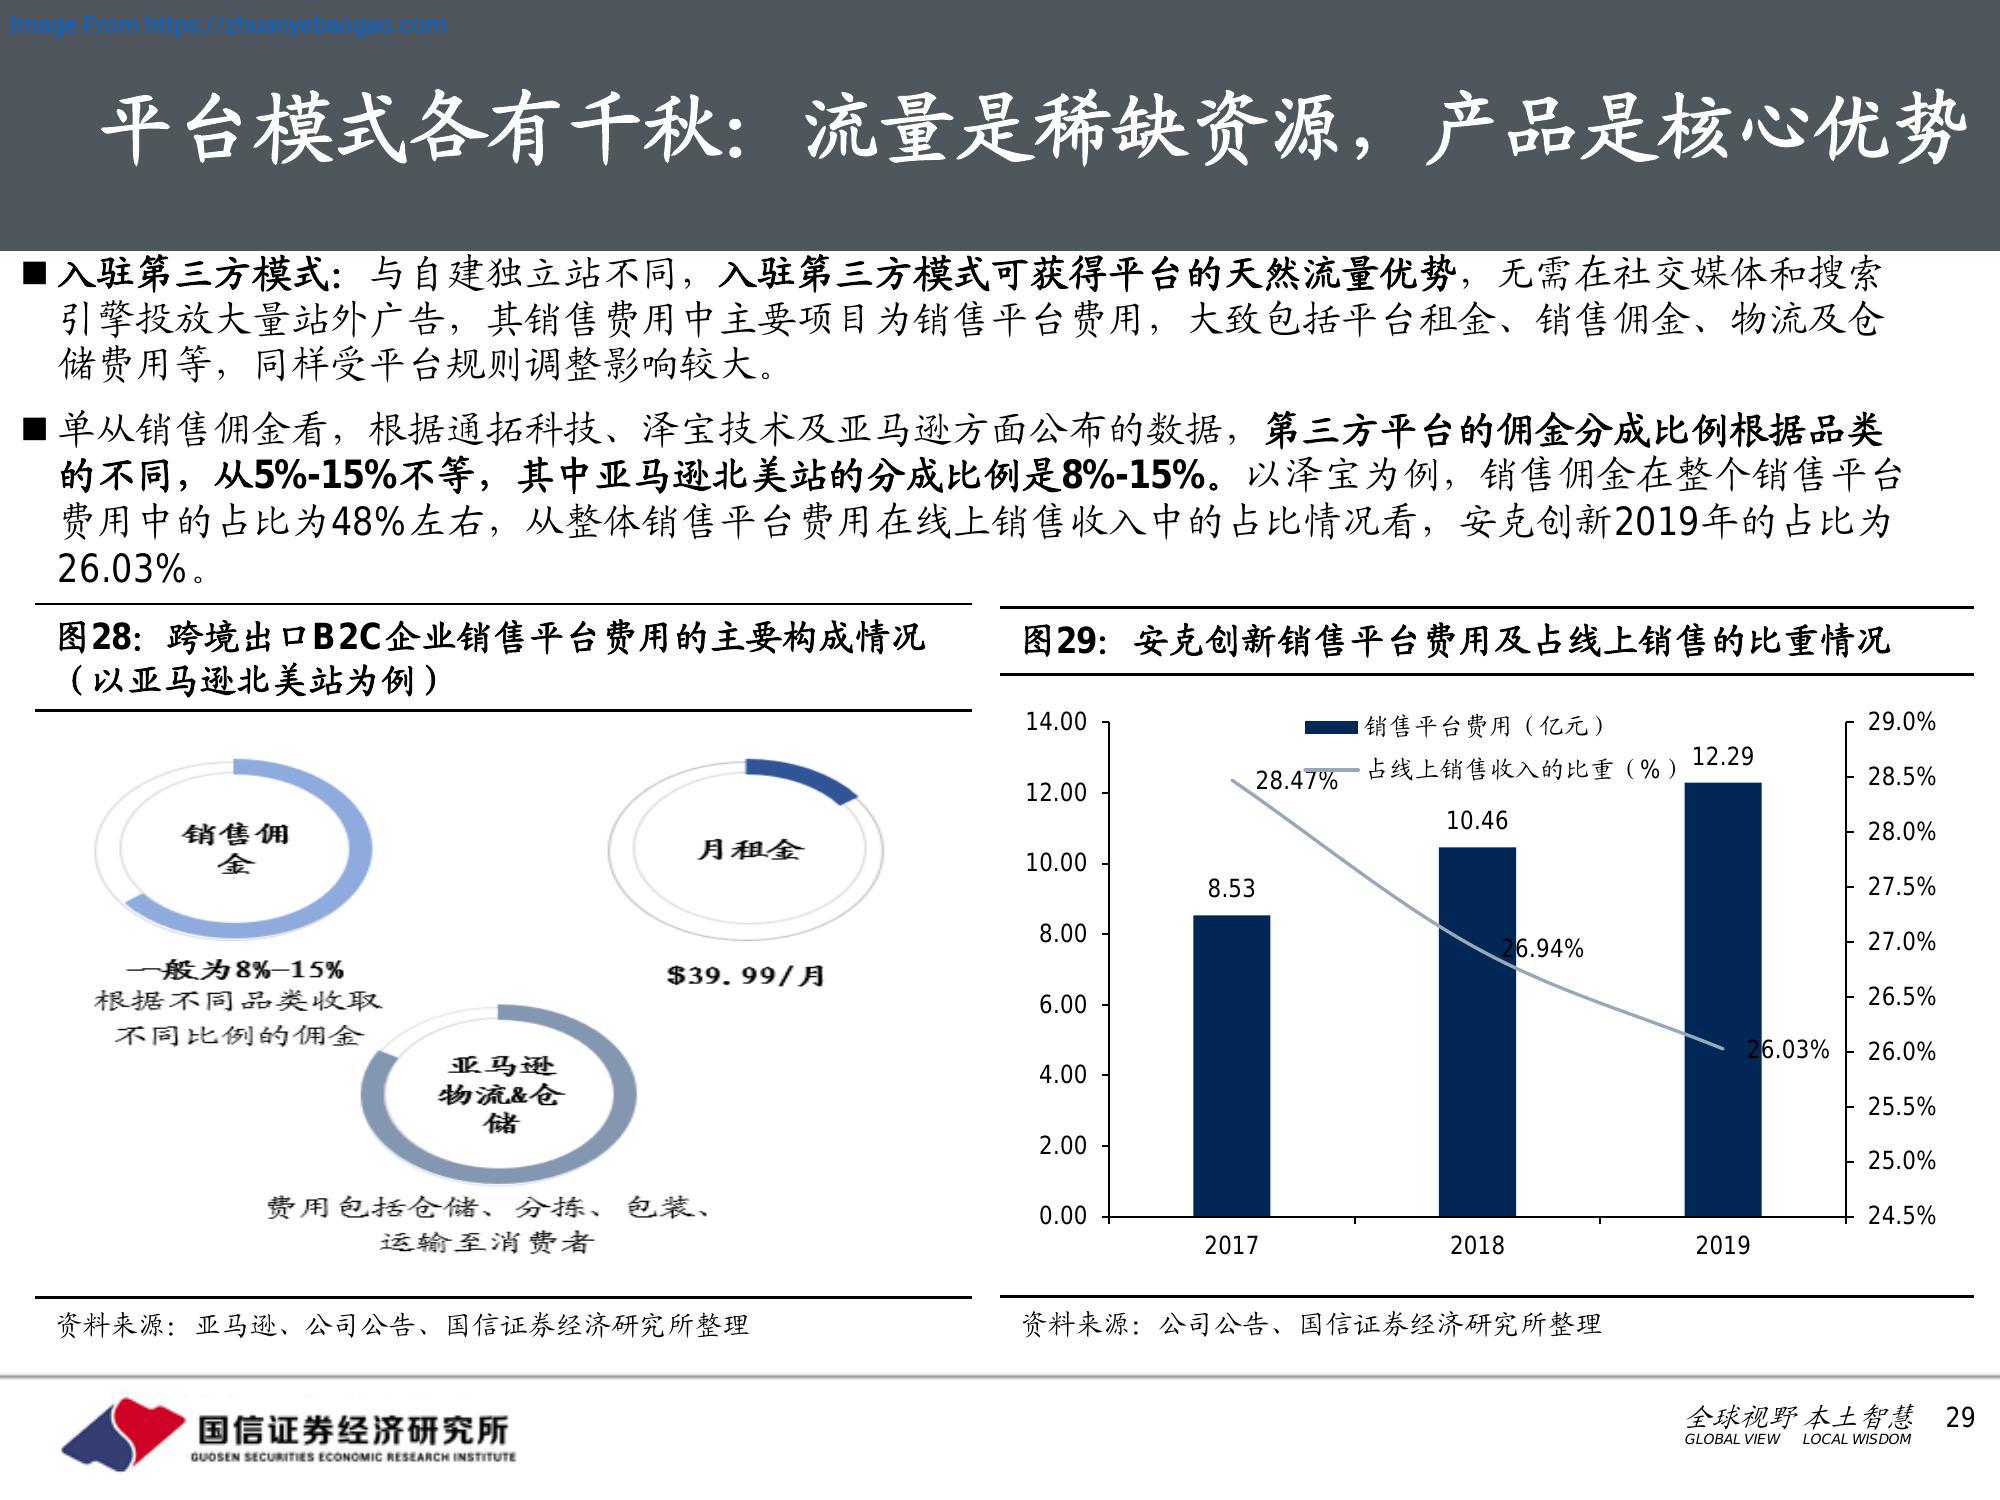 Image From https://zhuanyebaogao.com
平台模式各有千秋：流量是稀缺资源，产品是核心优势
■ 入驻第三方模式：与自建独立站不同，入驻第三方模式可获得平台的天然流量优势，无需在社交媒体和搜索
引擎投放大量站外广告，其销售费用中主要项目为销售平台费用，大致包括平台租金、销售佣金、物流及仓
储费用等，同样受平台规则调整影响较大。
■ 单从销售佣金看，根据通拓科技、泽宝技术及亚马逊方面公布的数据，第三方平台的佣金分成比例根据品类
的不同，从5%-15%不等，其中亚马逊北美站的分成比例是8%-15%。以泽宝为例，销售佣金在整个销售平台
费用中的占比为48%左右，从整体销售平台费用在线上销售收入中的占比情况看，安克创新2019年的占比为
26.03%。
图28：跨境出口B2C企业销售平台费用的主要构成情况
（以亚马逊北美站为例）
销售佣
金
一般为8%-15%
根据不同品类收取
不同比例的佣金
月租金
$39.99/月
亚马逊
物流&仓
储
费用包括仓储、分拣、包装、
运输至消费者
资料来源：亚马逊、公司公告、国信证券经济研究所整理
图29：安克创新销售平台费用及占线上销售的比重情况
销售平台费用（亿元）
占线上销售收入的比重（%）
14.00
12.00
10.00
8.00
6.00
4.00
2.00
0.00
8.53
10.46
12.29
28.47%
26.94%
26.03%
29.0%
28.5%
28.0%
27.5%
27.0%
26.5%
26.0%
25.5%
25.0%
24.5%
2017
2018
2019
资料来源：公司公告、国信证券经济研究所整理
国信证券经济研究所
GUOSEN SECURITIES ECONOMIC RESEARCH INSTITUTE
全球视野 本土智慧
GLOBAL VIEW LOCAL WISDOM
29